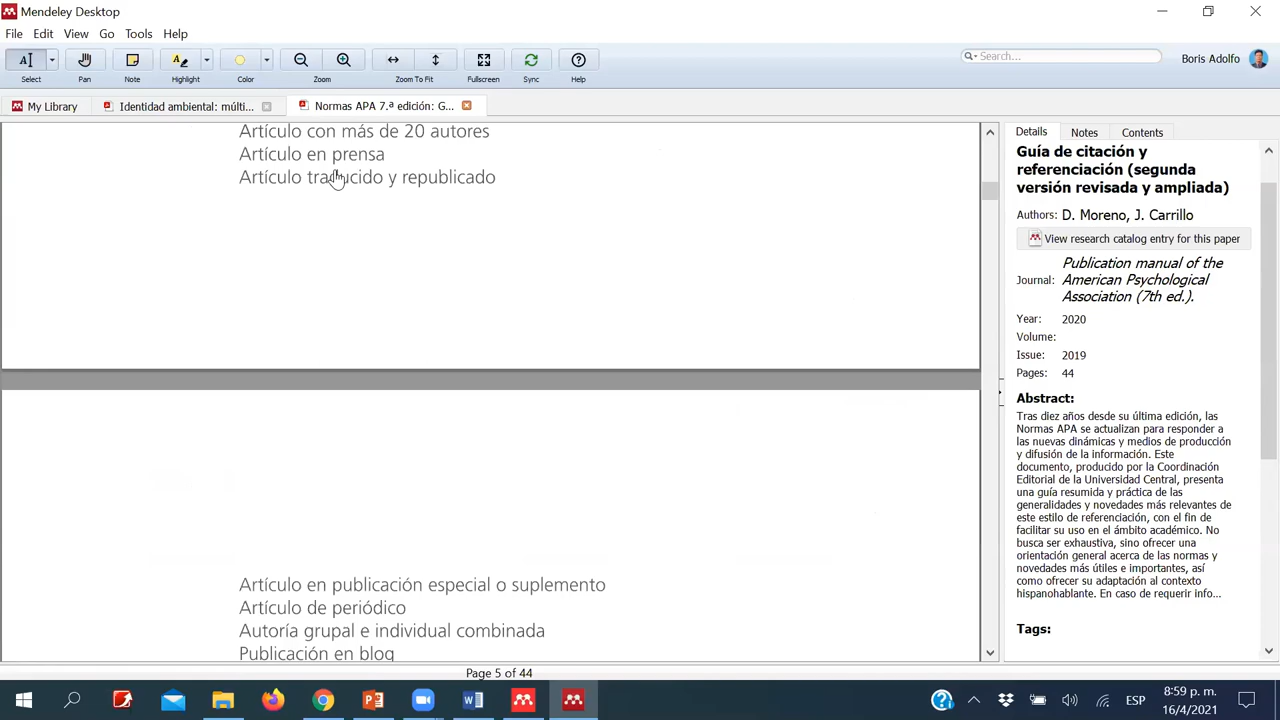 Mendeley Desktop
File Edit View Go Tools Help
Select Pan Note Highlight Color Zoom Zoom To Fit Fullscreen Sync Help
Search...
Boris Adolfo
My Library
Identidad ambiental: múlti...
Normas APA 7.ª edición: G...
Artículo con más de 20 autores
Artículo en prensa
Artículo traducido y republicado
Artículo en publicación especial o suplemento
Artículo de periódico
Autoría grupal e individual combinada
Publicación en blog
Page 5 of 44
Details Notes Contents
Guía de citación y
referenciación (segunda
versión revisada y ampliada)
Authors: D. Moreno, J. Carrillo
View research catalog entry for this paper
Publication manual of the
Journal: American Psychological
Association (7th ed.).
Year: 2020
Volume:
Issue: 2019
Pages: 44
Abstract:
Tras diez años desde su última edición, las
Normas APA se actualizan para responder a
las nuevas dinámicas y medios de producción
y difusión de la información. Este
documento, producido por la Coordinación
Editorial de la Universidad Central, presenta
una guía resumida y práctica de las
generalidades y novedades más relevantes de
este estilo de referenciación, con el fin de
facilitar su uso en el ámbito académico. No
busca ser exhaustiva, sino ofrecer una
orientación general acerca de las normas y
novedades más útiles e importantes, así
como ofrecer su adaptación al contexto
hispanohablante. En caso de requerir info...
Tags:
ESP
8:59 p. m.
16/4/2021